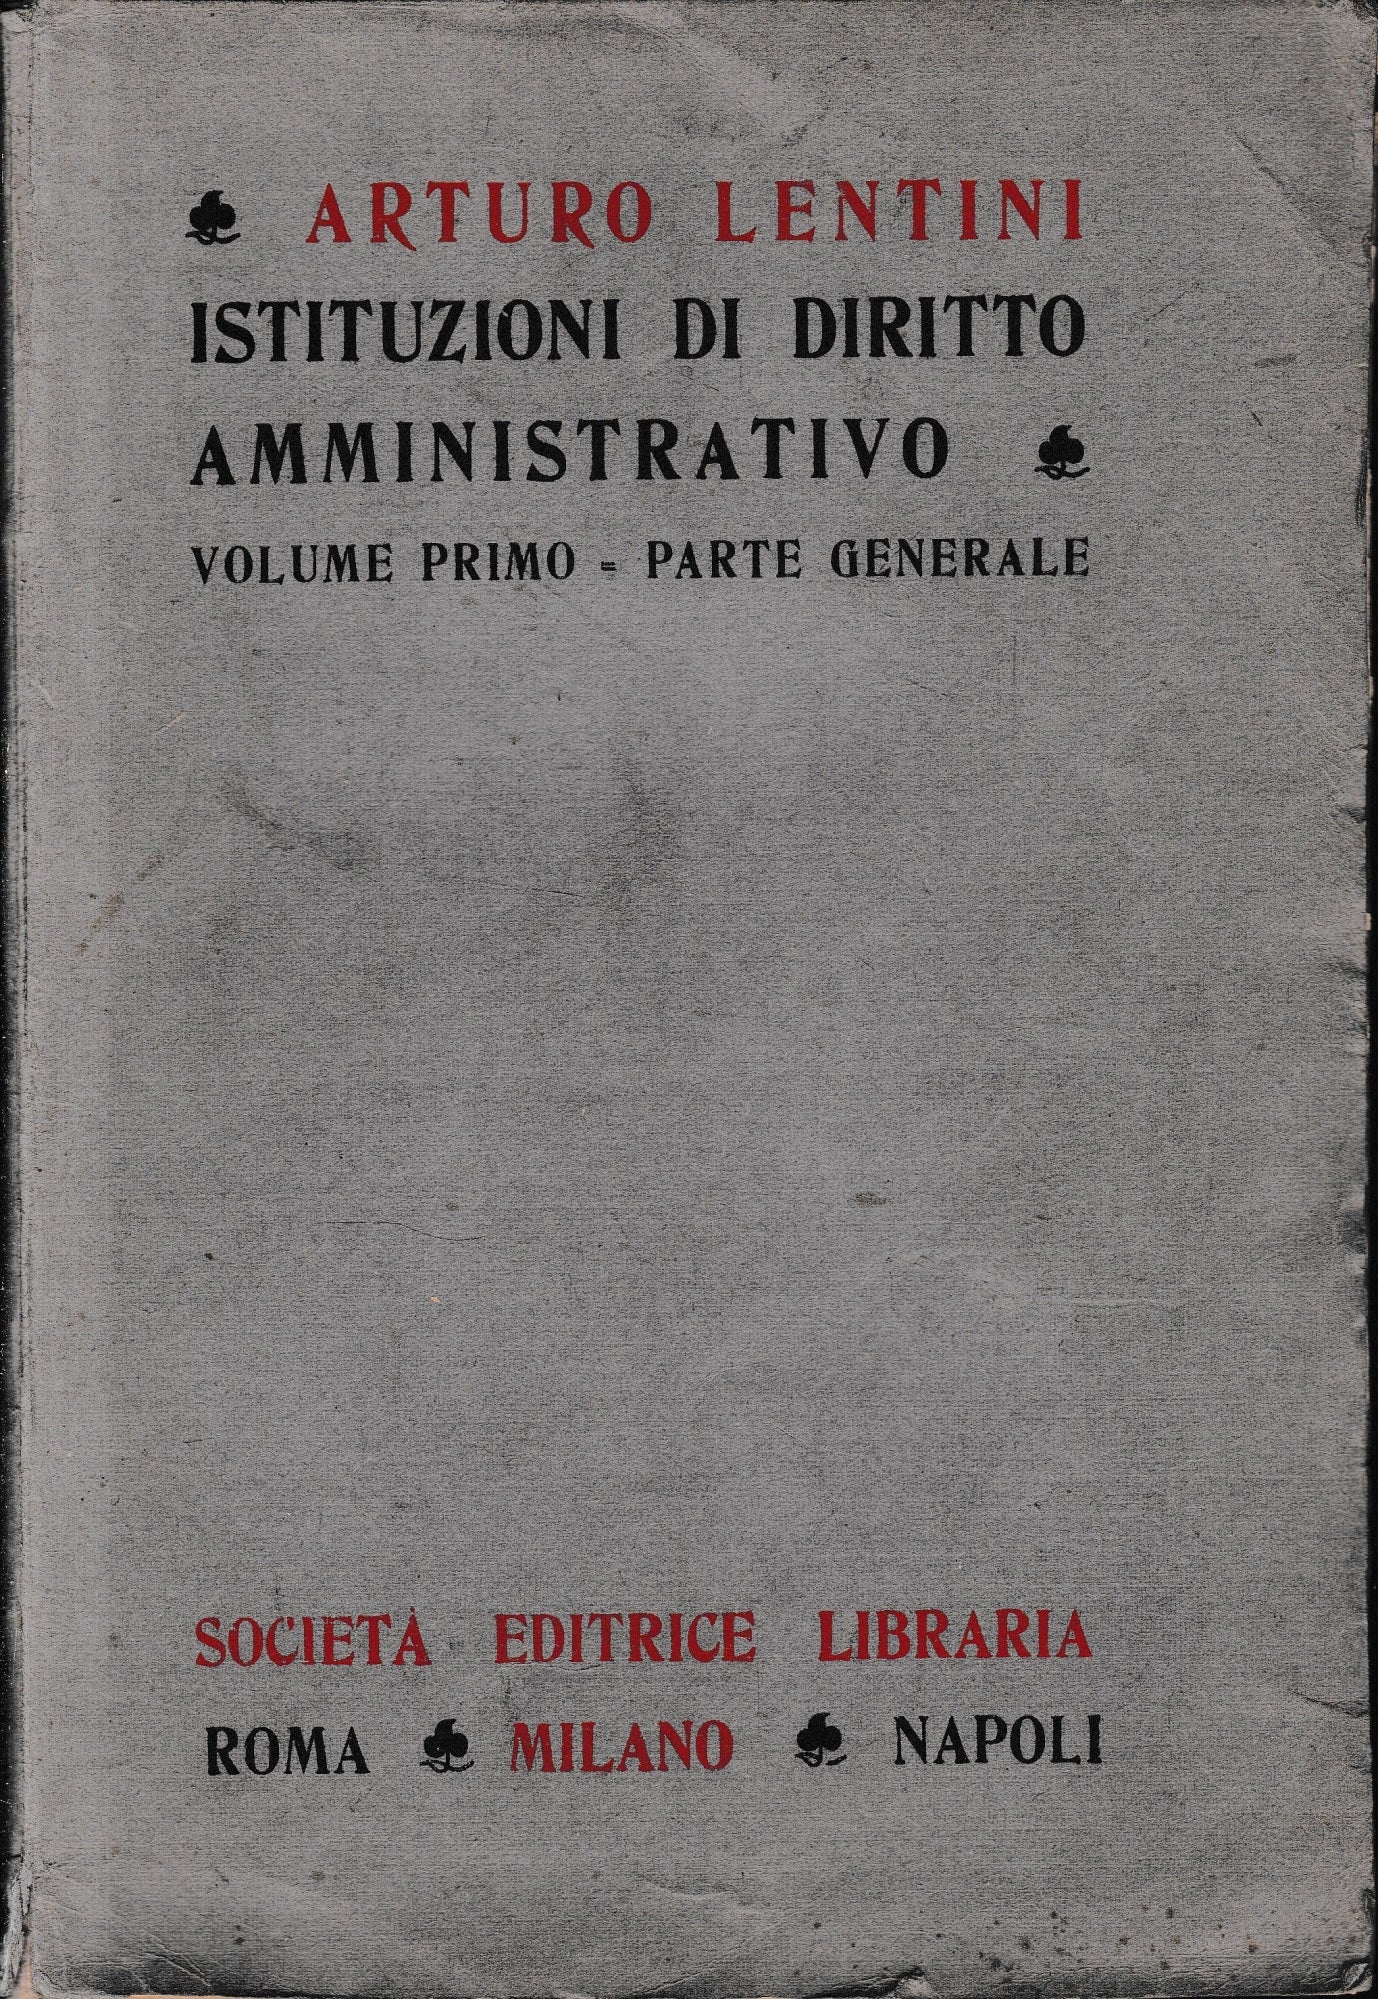 ARTURO LENTINI
ISTITUZIONI DI DIRITTO
AMMINISTRATIVO
VOLUME PRIMO = PARTE GENERALE
SOCIETÀ EDITRICE LIBRARIA
ROMA MILANO NAPOLI